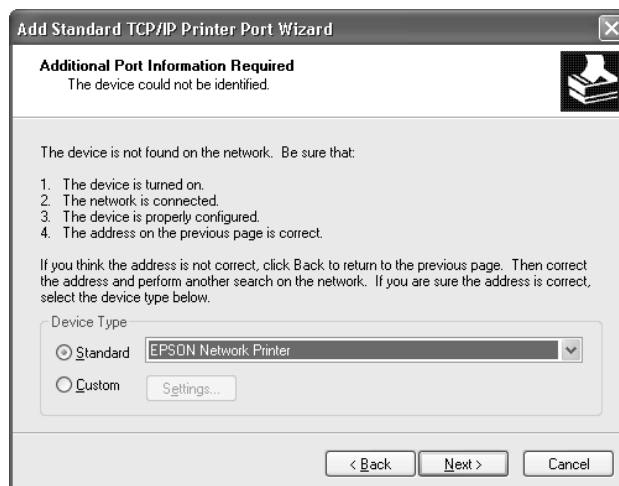 Add Standard TCP/IP Printer Port Wizard
Additional Port Information Required
The device could not be identified.
The device is not found on the network. Be sure that:
1. The device is turned on.
2. The network is connected.
3. The device is properly configured.
4. The address on the previous page is correct.
If you think the address is not correct, click Back to return to the previous page. Then correct
the address and perform another search on the network. If you are sure the address is correct,
select the device type below.
Device Type
Standard EPSON Network Printer
Custom Settings...
< Back Next > Cancel